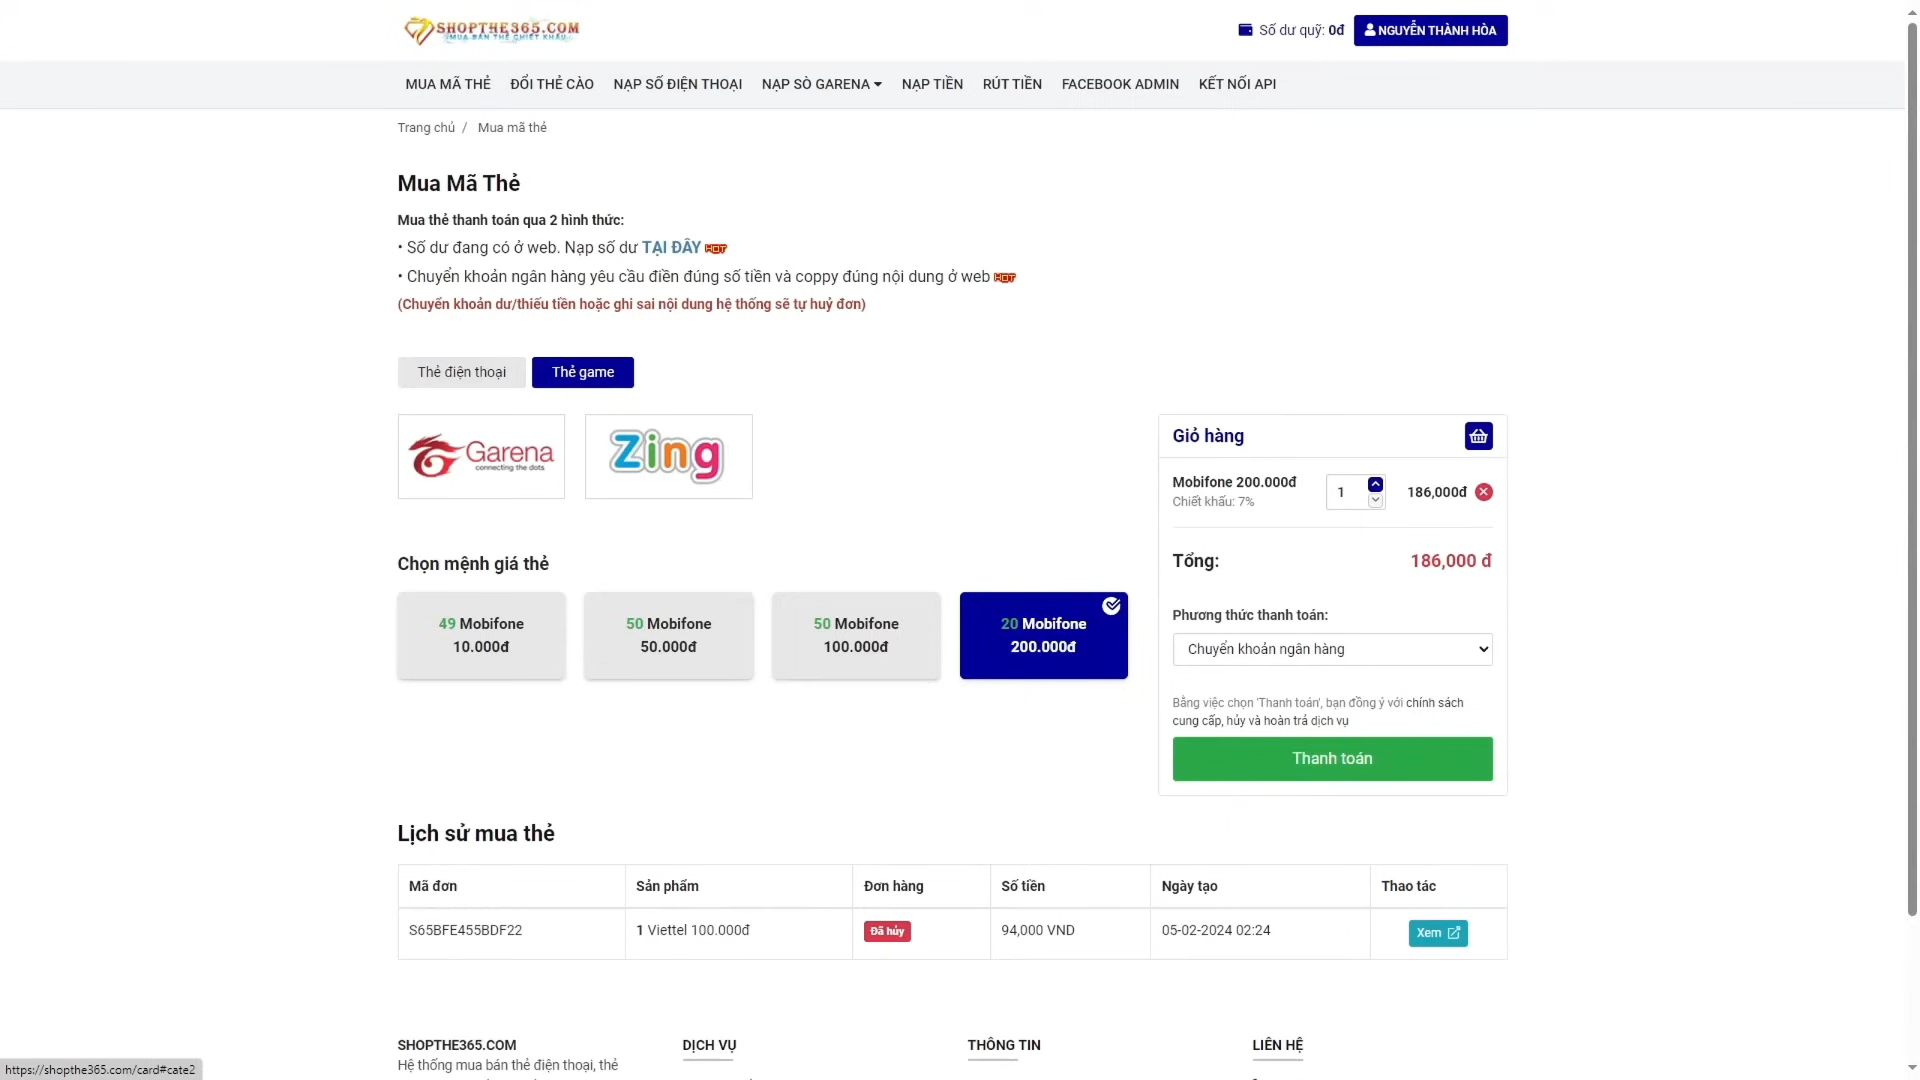 SHOPTHE365.COM
MUA BÁN THẺ CHIẾT KHẤU
Số dư quỹ: 0đ
NGUYỄN THÀNH HÒA
MUA MÃ THẺ
ĐỔI THẺ CÀO
NẠP SỐ ĐIỆN THOẠI
NẠP SÒ GARENA
NẠP TIỀN
RÚT TIỀN
FACEBOOK ADMIN
KẾT NỐI API
Trang chủ / Mua mã thẻ
Mua Mã Thẻ
Mua thẻ thanh toán qua 2 hình thức:
• Số dư đang có ở web. Nạp số dư TẠI ĐÂY HOT
• Chuyển khoản ngân hàng yêu cầu điền đúng số tiền và coppy đúng nội dung ở web HOT
(Chuyển khoản dư/thiếu tiền hoặc ghi sai nội dung hệ thống sẽ tự huỷ đơn)
Thẻ điện thoại
Thẻ game
Garena
connecting the dots
Zing
Giỏ hàng
Mobifone 200.000đ
Chiết khấu: 7%
1
186,000đ
Tổng:
186,000 đ
Phương thức thanh toán:
Chuyển khoản ngân hàng
Bằng việc chọn 'Thanh toán', bạn đồng ý với chính sách
cung cấp, hủy và hoàn trả dịch vụ
Thanh toán
Chọn mệnh giá thẻ
49 Mobifone
10.000đ
50 Mobifone
50.000đ
50 Mobifone
100.000đ
20 Mobifone
200.000đ
Lịch sử mua thẻ
Mã đơn
Sản phẩm
Đơn hàng
Số tiền
Ngày tạo
Thao tác
S65BFE455BDF22
1 Viettel 100.000đ
Đã hủy
94,000 VND
05-02-2024 02:24
Xem
SHOPTHE365.COM
Hệ thống mua bán thẻ điện thoại, thẻ
DỊCH VỤ
THÔNG TIN
LIÊN HỆ
https://shopthe365.com/card#cate2